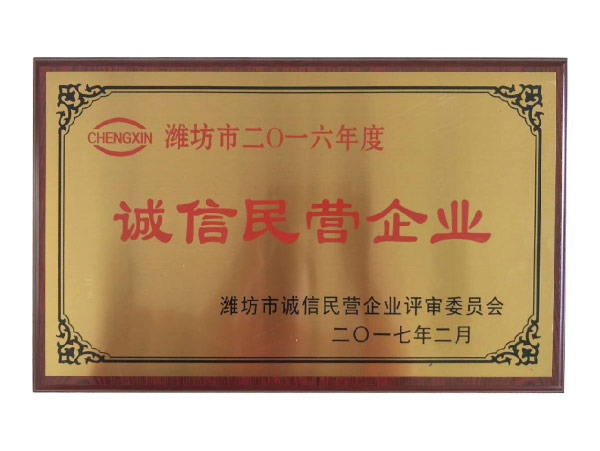 CHENGXIN 潍坊市二〇一六年度
诚信民营企业
潍坊市诚信民营企业评审委员会
二〇一七年二月